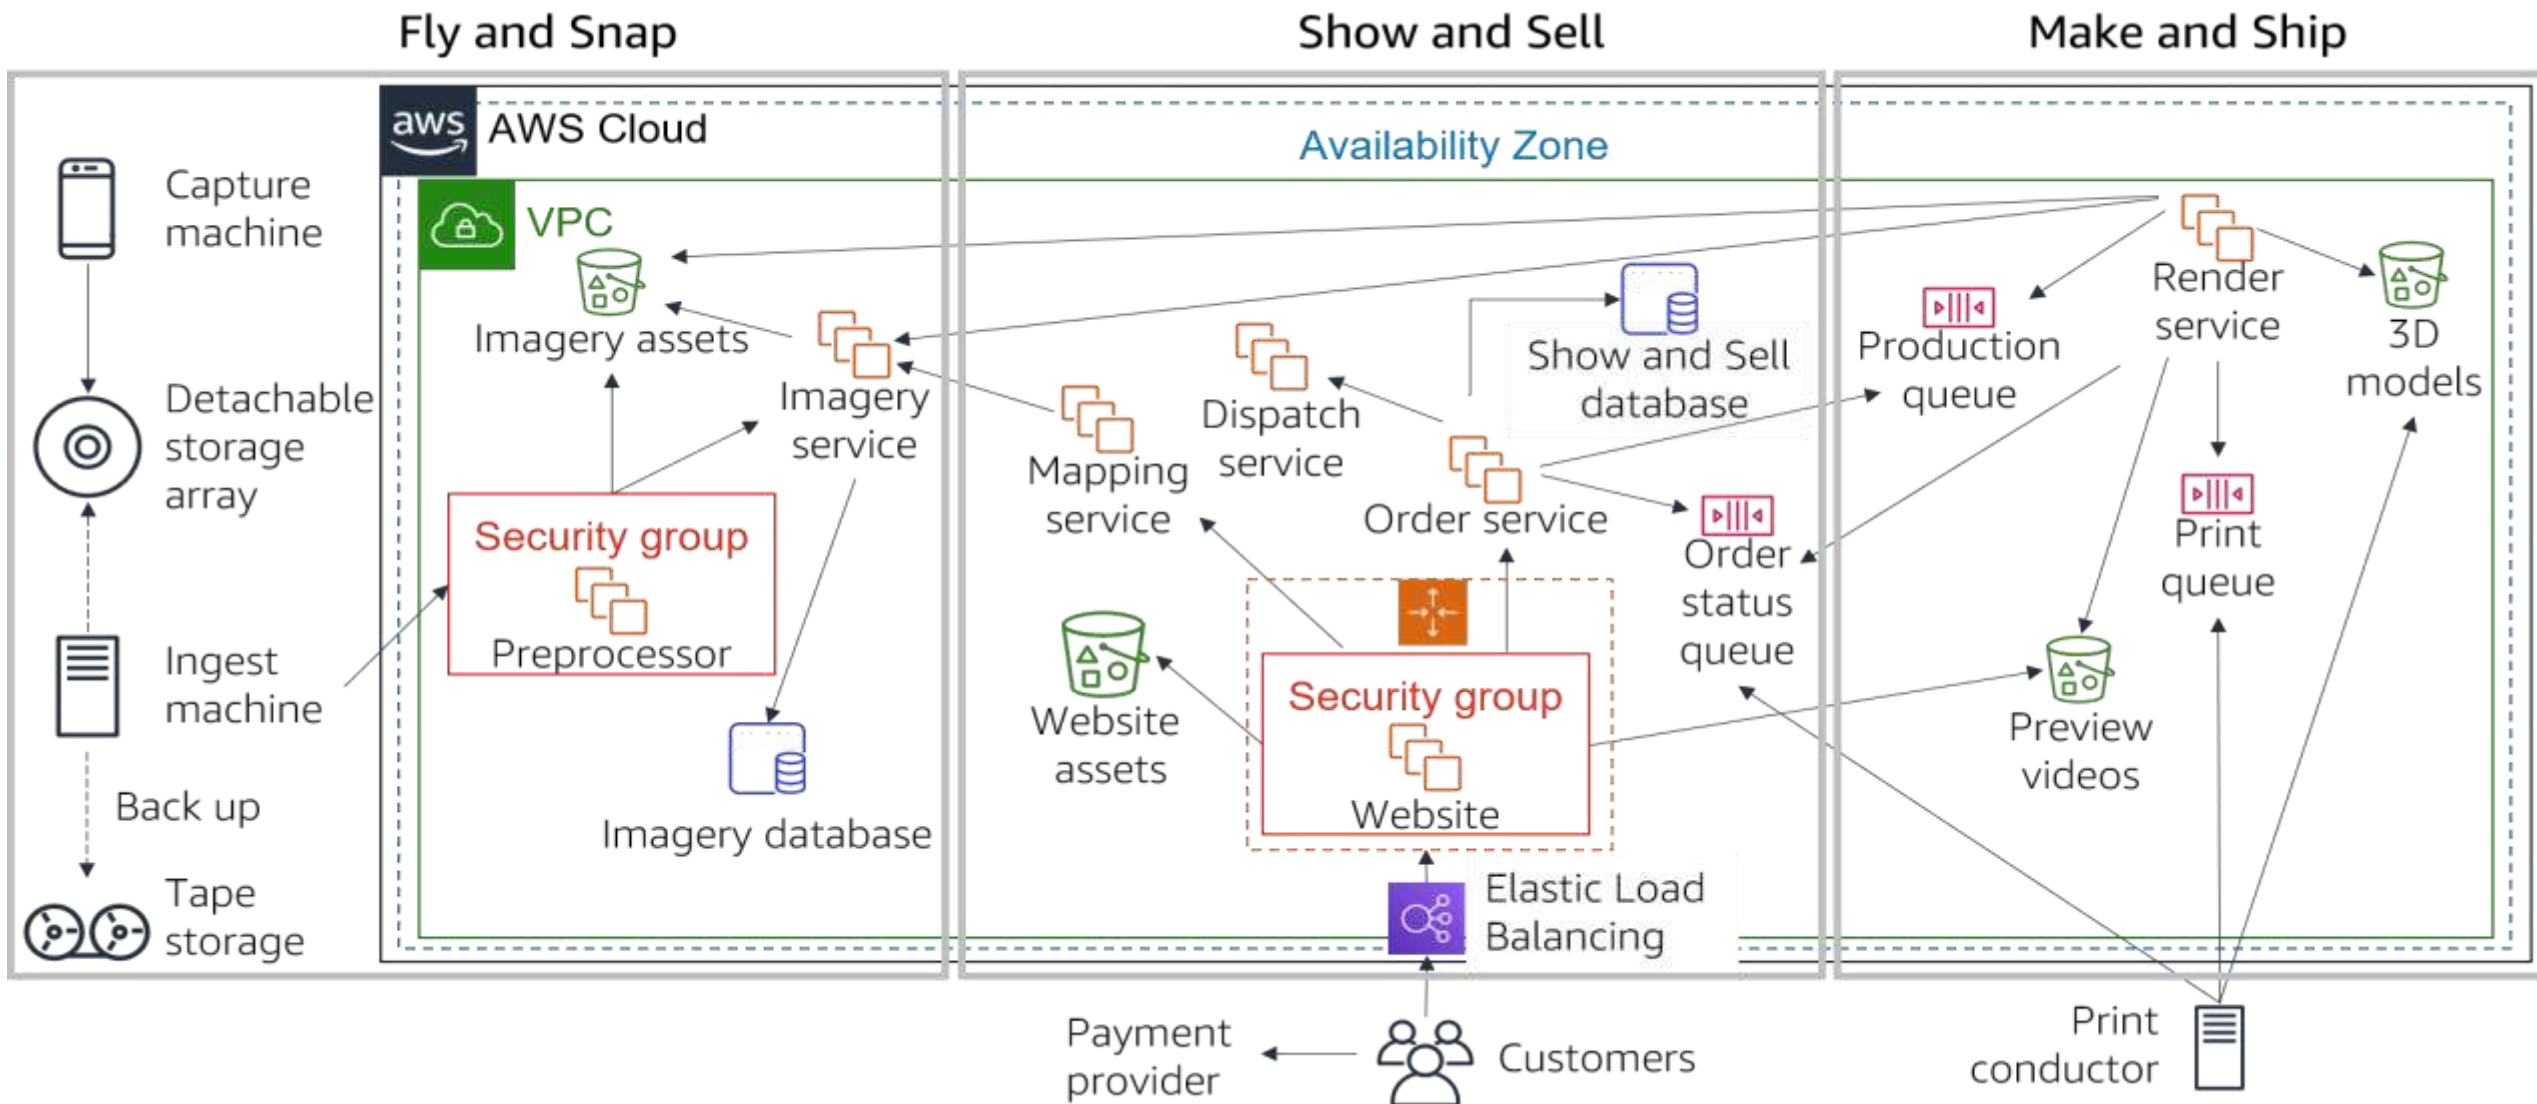 Fly and Snap
Show and Sell
Make and Ship
aws
AWS Cloud
Availability Zone
VPC
Capture
machine
Detachable
storage
array
Ingest
machine
Back up
Tape
storage
Imagery assets
Imagery
service
Security group
Preprocessor
Imagery database
Mapping
service
Dispatch
service
Show and Sell
database
Order service
Order
status
queue
Website
assets
Security group
Website
Elastic Load
Balancing
Payment
provider
Customers
Production
queue
Render
service
3D
models
Print
queue
Preview
videos
Print
conductor